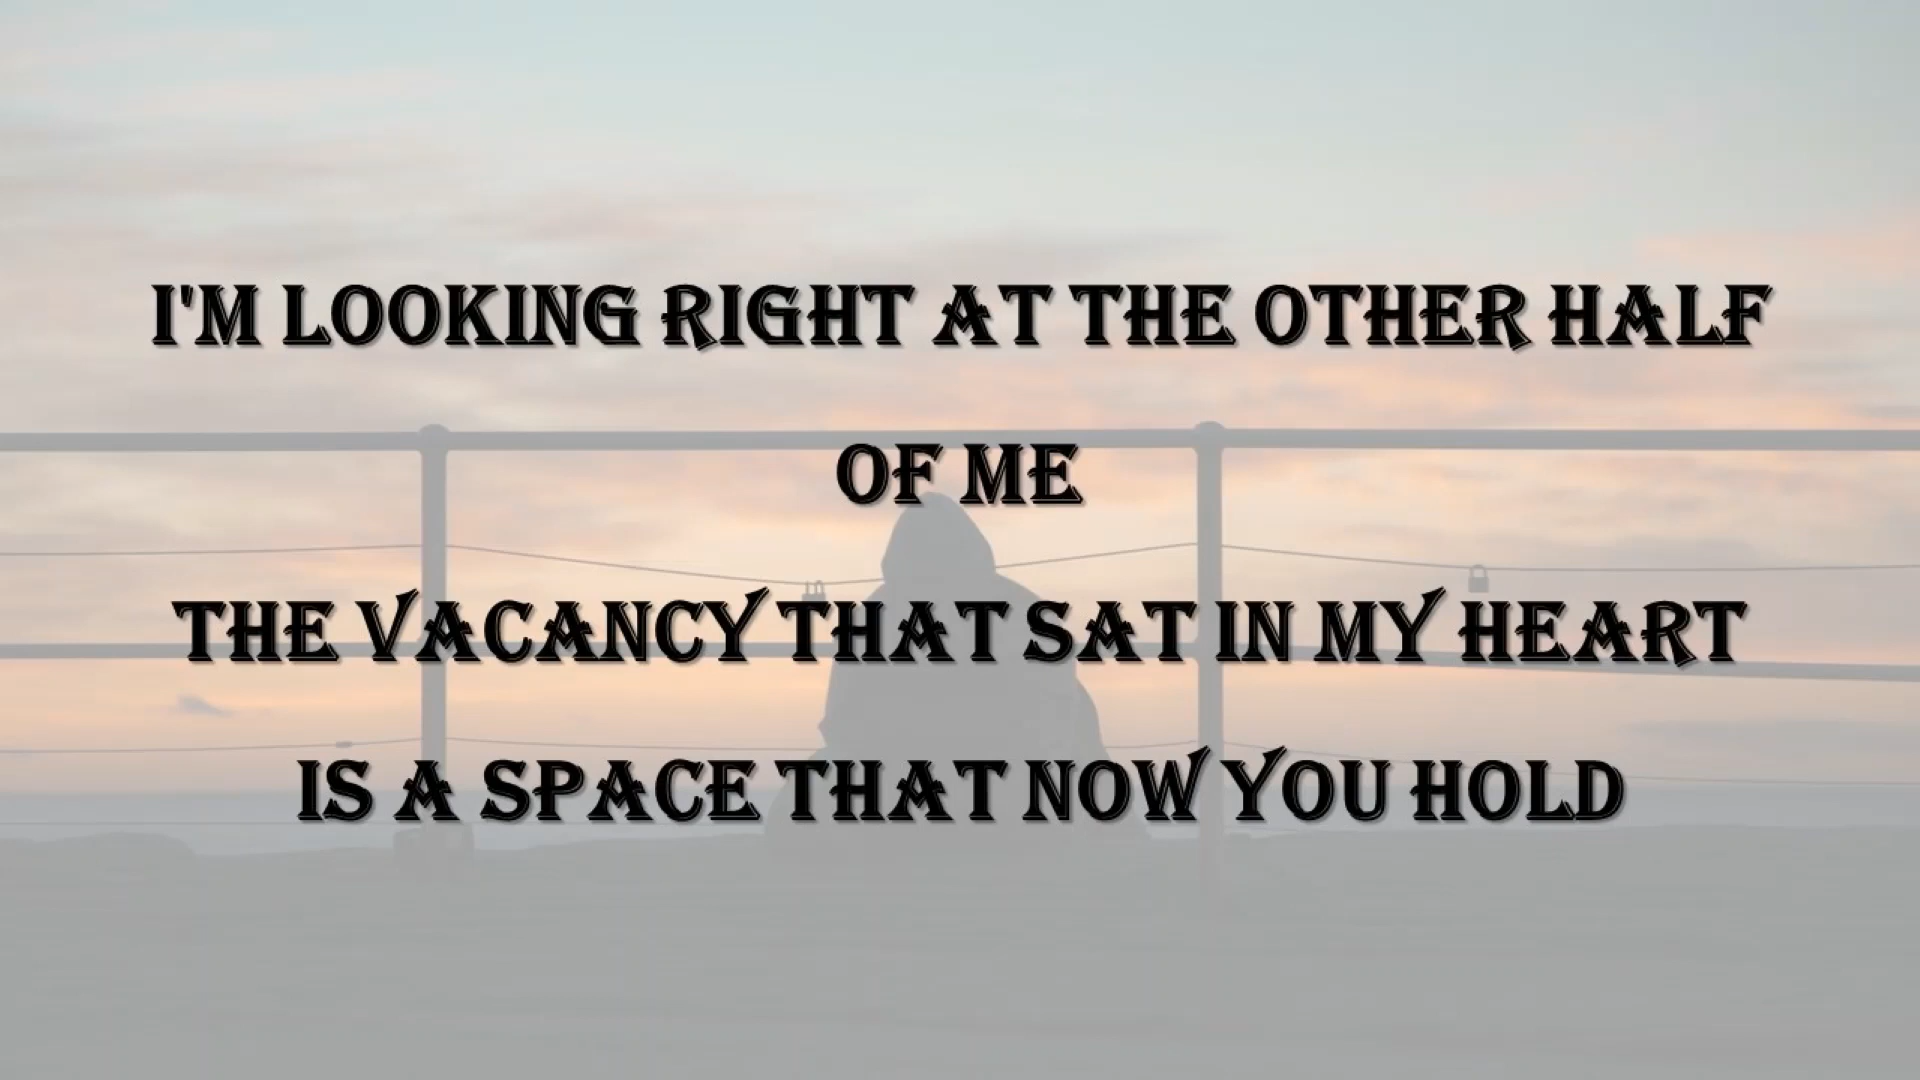 I'M LOOKING RIGHT AT THE OTHER HALF
OF ME
THE VACANCY THAT SAT IN MY HEART
IS A SPACE THAT NOW YOU HOLD